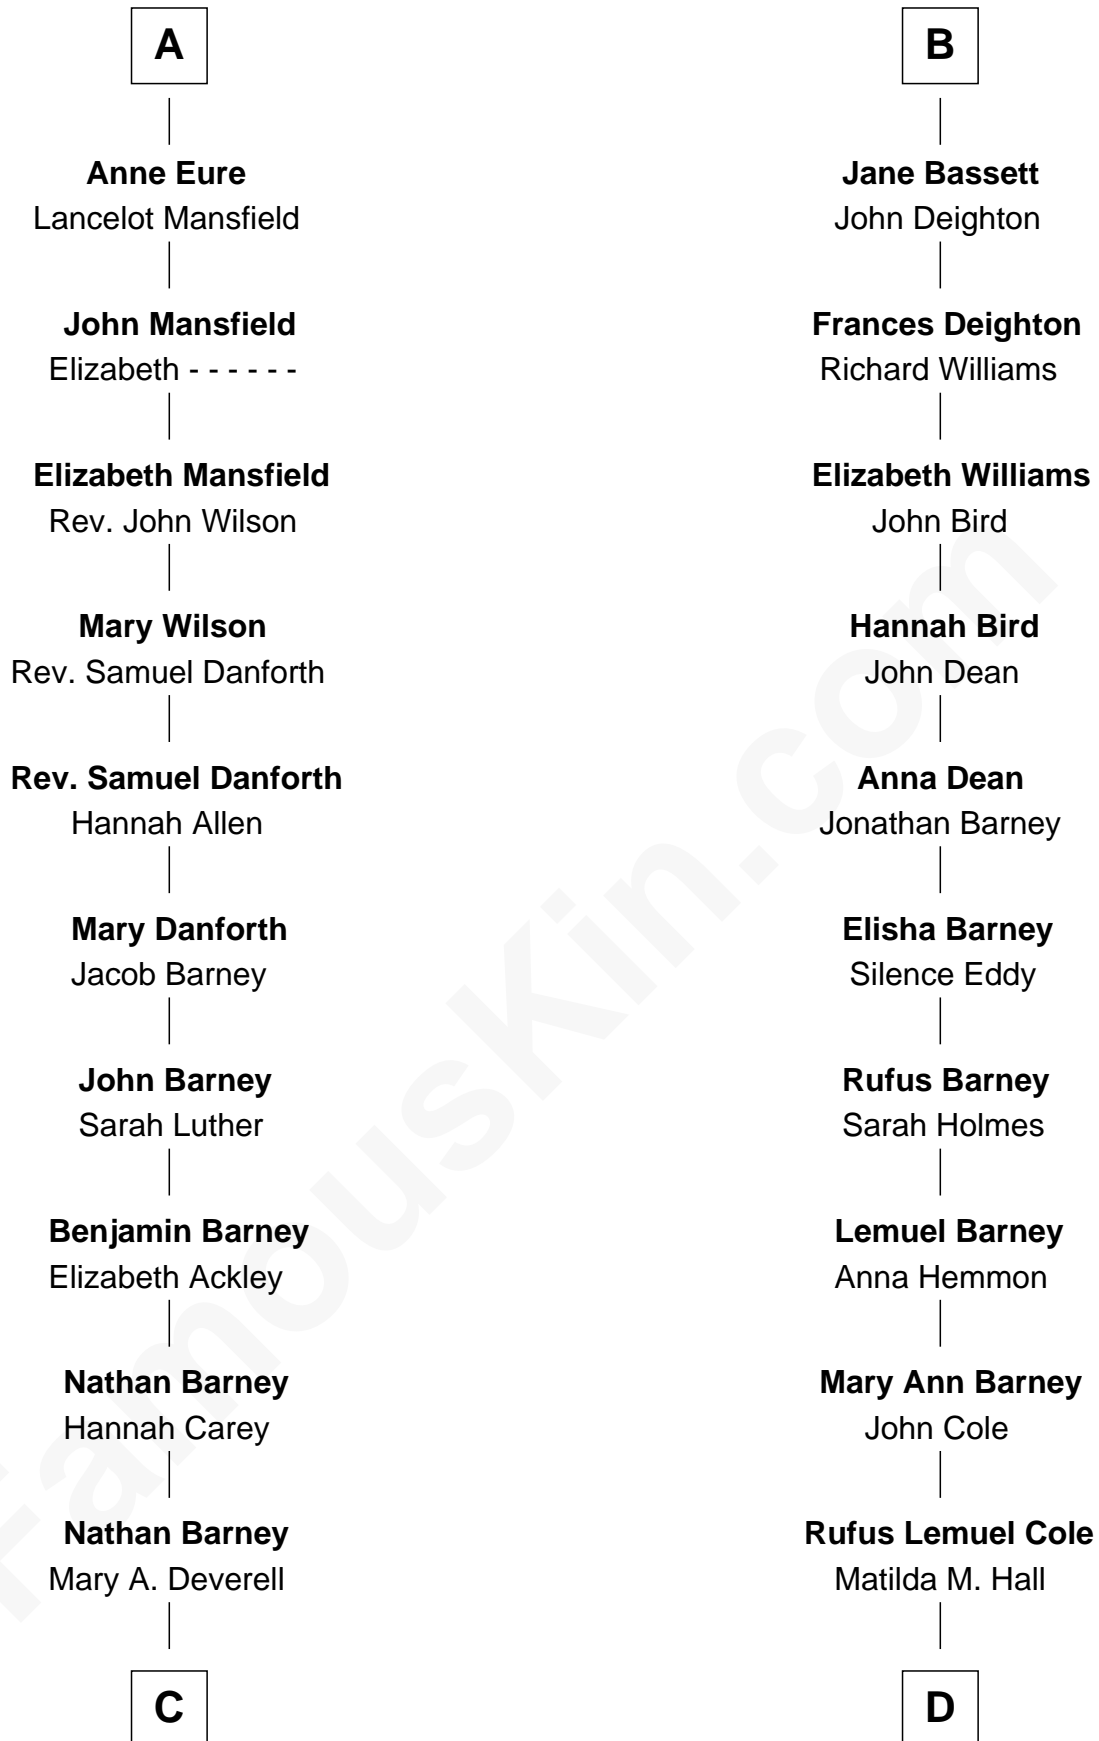 A
Anne Eure
Lancelot Mansfield
John Mansfield
Elizabeth - - - - - -
Elizabeth Mansfield
Rev. John Wilson
Mary Wilson
Rev. Samuel Danforth
Rev. Samuel Danforth
Hannah Allen
Mary Danforth
Jacob Barney
John Barney
Sarah Luther
Benjamin Barney
Elizabeth Ackley
Nathan Barney
Hannah Carey
Nathan Barney
Mary A. Deverell
C
B
Jane Bassett
John Deighton
Frances Deighton
Richard Williams
Elizabeth Williams
John Bird
Hannah Bird
John Dean
Anna Dean
Jonathan Barney
Elisha Barney
Silence Eddy
Rufus Barney
Sarah Holmes
Lemuel Barney
Anna Hemmon
Mary Ann Barney
John Cole
Rufus Lemuel Cole
Matilda M. Hall
D
FamousKin.com